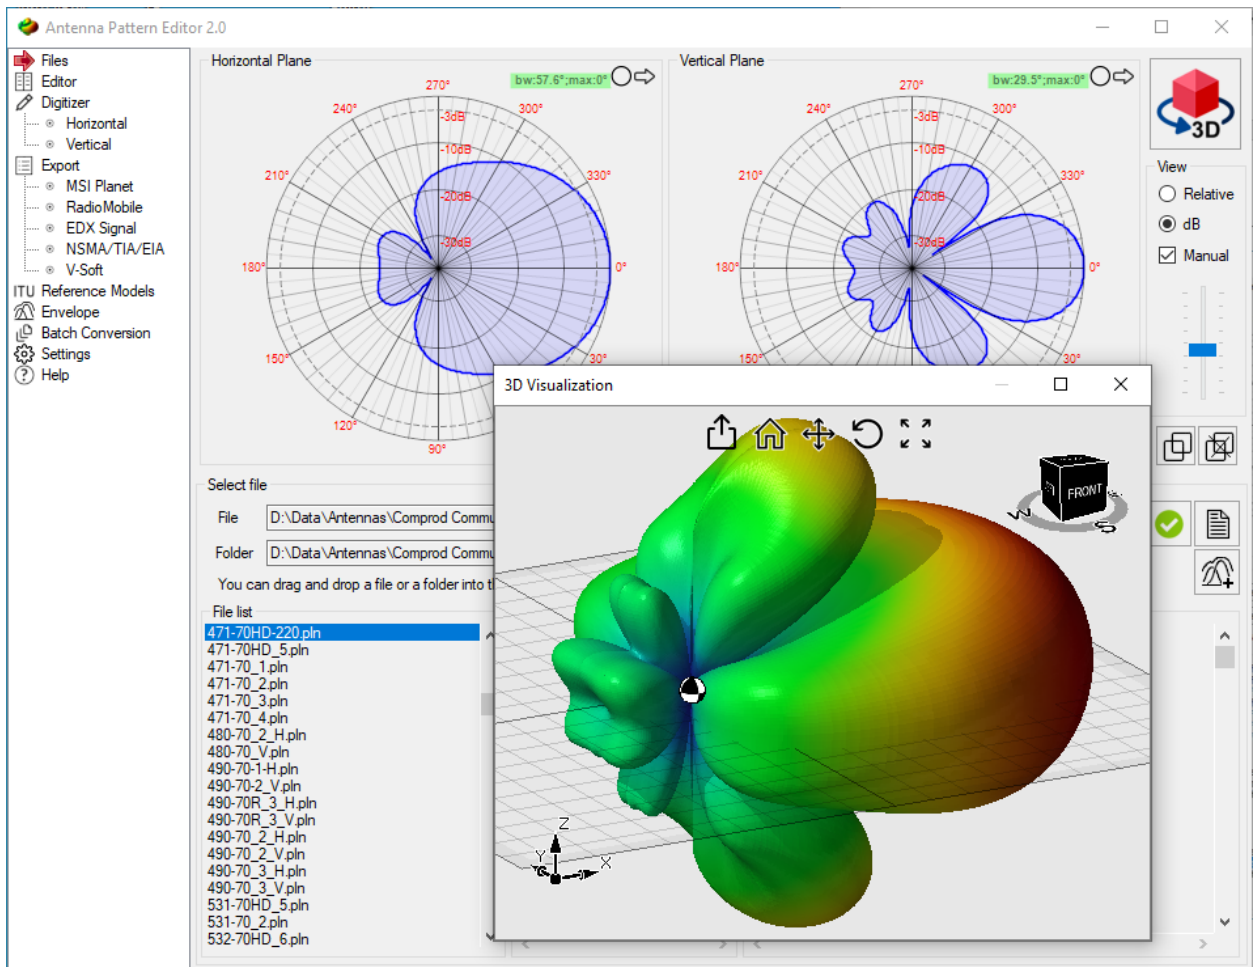 Antenna Pattern Editor 2.0
Files
Editor
Digitizer
Horizontal
Vertical
Export
MSI Planet
RadioMobile
EDX Signal
NSMA/TIA/EIA
V-Soft
ITU Reference Models
Envelope
Batch Conversion
Settings
Help
Horizontal Plane
bw:57.6°;max:0°
270°
240°
300°
-3dB
-10dB
210°
330°
-20dB
-30dB
180°
0°
150°
30°
120°
90°
Vertical Plane
bw:29.5°;max:0°
270°
240°
300°
-3dB
-10dB
210°
330°
-20dB
-30dB
180°
0°
150°
30°
3D
View
Relative
dB
Manual
Select file
File D:\Data\Antennas\Comprod Commu
Folder D:\Data\Antennas\Comprod Commu
You can drag and drop a file or a folder into t
File list
471-70HD-220.pln
471-70HD_5.pln
471-70_1.pln
471-70_2.pln
471-70_3.pln
471-70_4.pln
480-70_2_H.pln
480-70_V.pln
490-70-1-H.pln
490-70-2_V.pln
490-70R_3_H.pln
490-70R_3_V.pln
490-70_2_H.pln
490-70_2_V.pln
490-70_3_H.pln
490-70_3_V.pln
531-70HD_5.pln
531-70_2.pln
532-70HD_6.pln
3D Visualization
FRONT
W
S
Z
Y
X